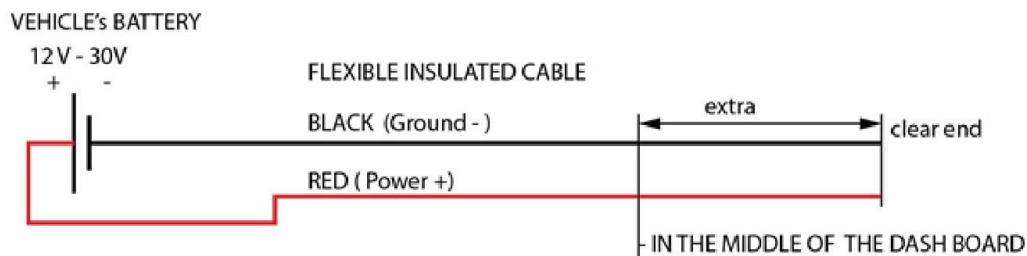 VEHICLE's BATTERY
12V - 30V
+ -
FLEXIBLE INSULATED CABLE
BLACK (Ground - )
extra
clear end
RED ( Power +)
- IN THE MIDDLE OF THE DASH BOARD